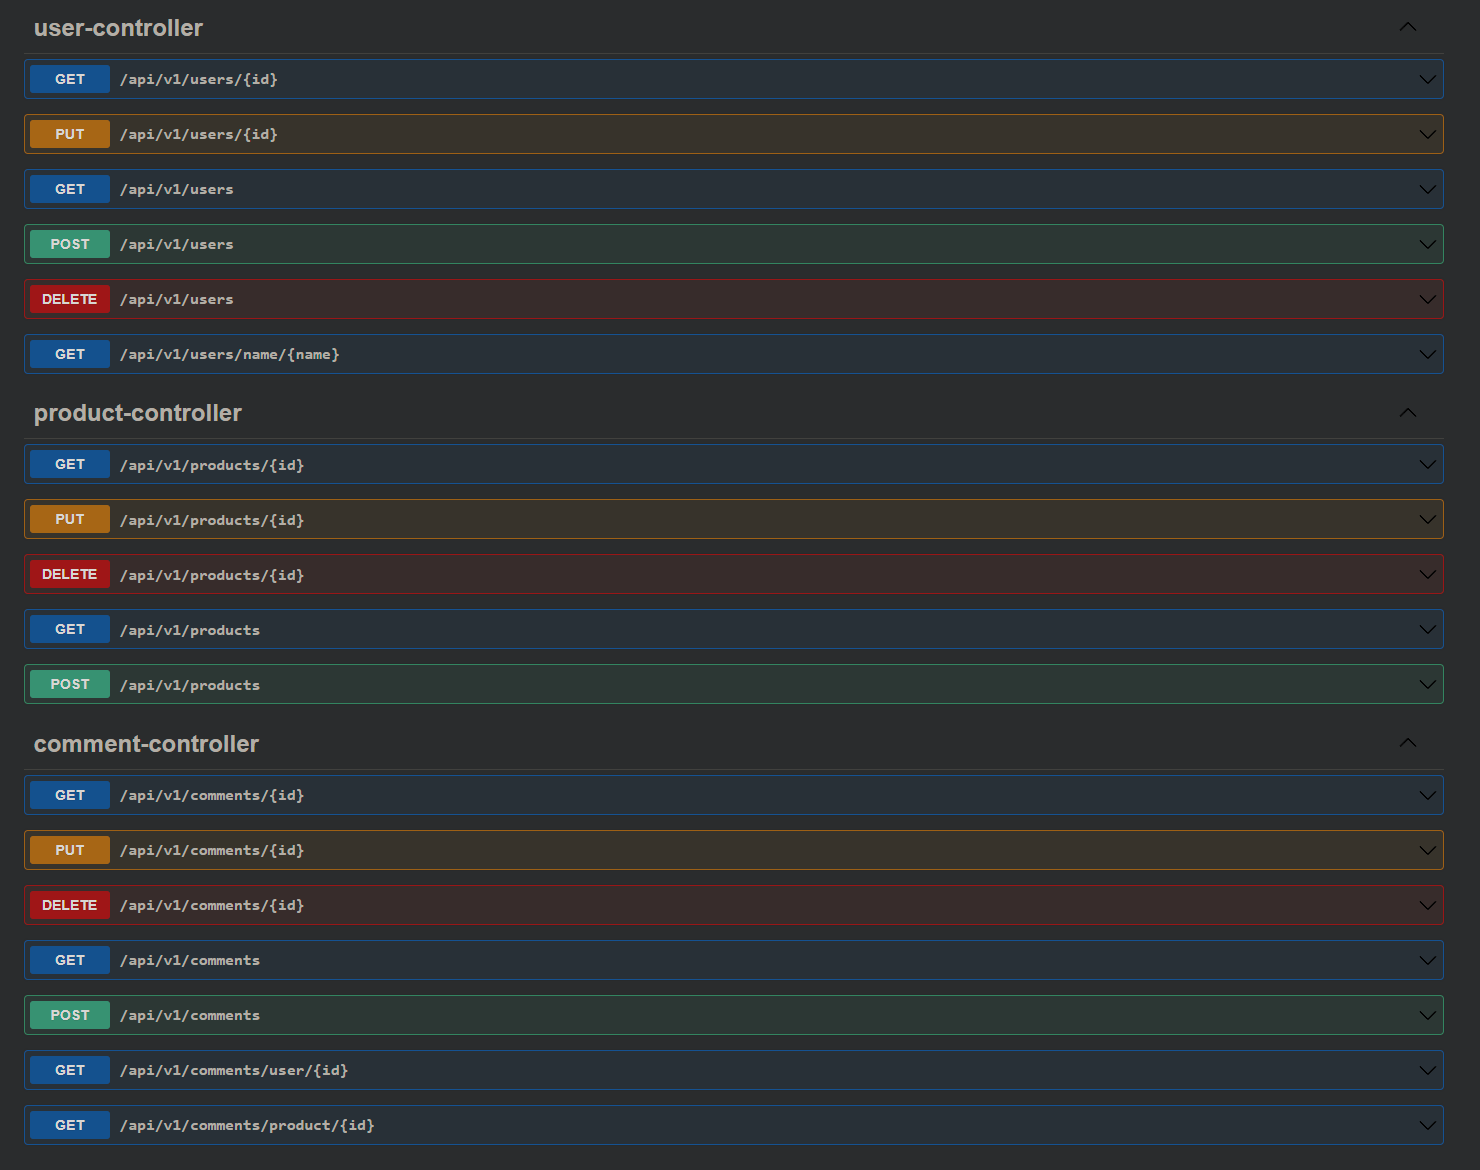 user-controller
GET /api/v1/users/{id}
PUT /api/v1/users/{id}
GET /api/v1/users
POST /api/v1/users
DELETE /api/v1/users
GET /api/v1/users/name/{name}
product-controller
GET /api/v1/products/{id}
PUT /api/v1/products/{id}
DELETE /api/v1/products/{id}
GET /api/v1/products
POST /api/v1/products
comment-controller
GET /api/v1/comments/{id}
PUT /api/v1/comments/{id}
DELETE /api/v1/comments/{id}
GET /api/v1/comments
POST /api/v1/comments
GET /api/v1/comments/user/{id}
GET /api/v1/comments/product/{id}